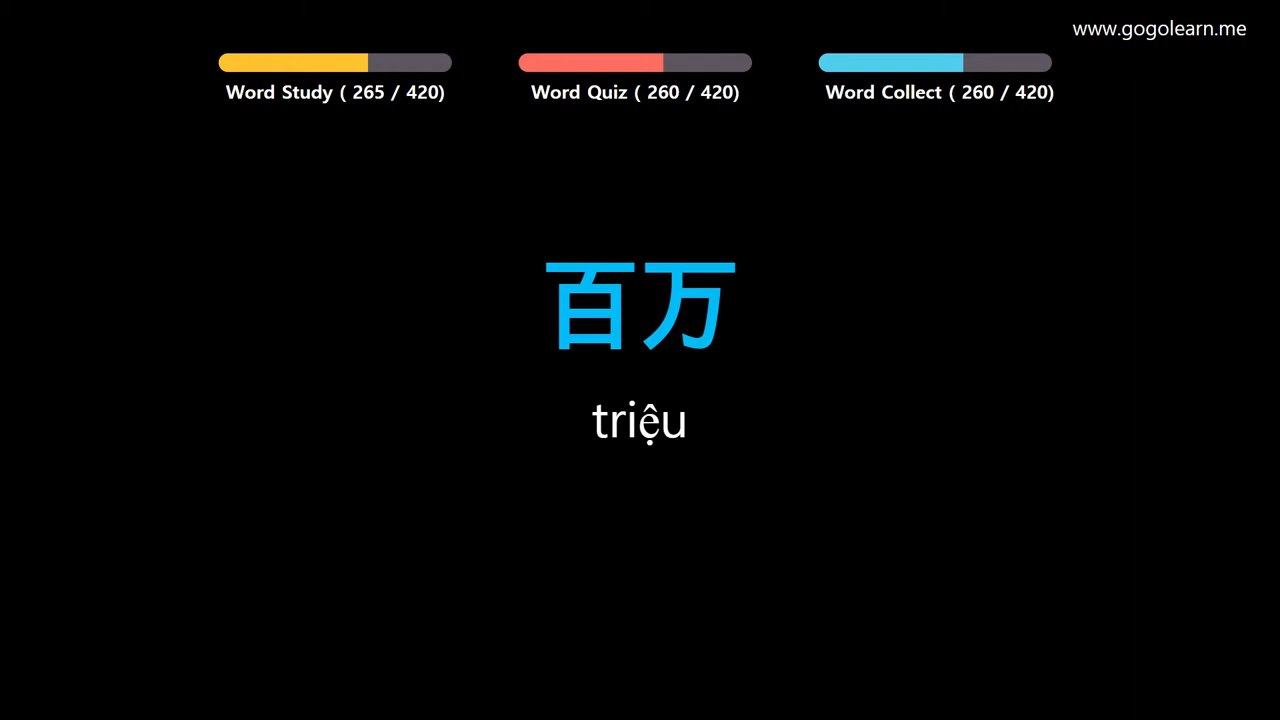 www.gogolearn.me
Word Study ( 265 / 420)
Word Quiz ( 260 / 420)
Word Collect ( 260 / 420)
百万
triệu